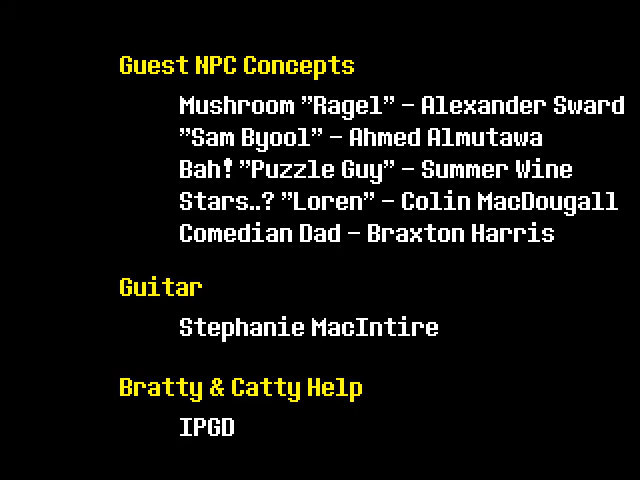 Guest NPC Concepts
Mushroom "Ragel" - Alexander Sward
"Sam Byool" - Ahmed Almutawa
Bah! "Puzzle Guy" - Summer Wine
Stars..? "Loren" - Colin MacDougall
Comedian Dad - Braxton Harris
Guitar
Stephanie MacIntire
Bratty & Catty Help
IPGD